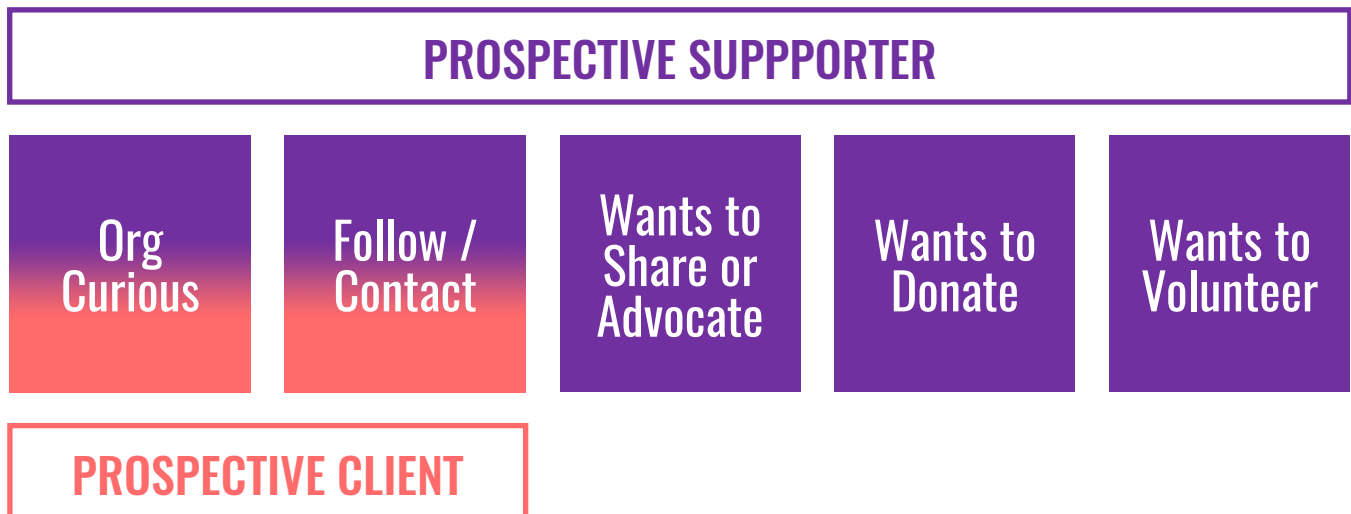 PROSPECTIVE SUPPPORTER
Org
Curious
Follow /
Contact
Wants to
Share or
Advocate
Wants to
Donate
Wants to
Volunteer
PROSPECTIVE CLIENT